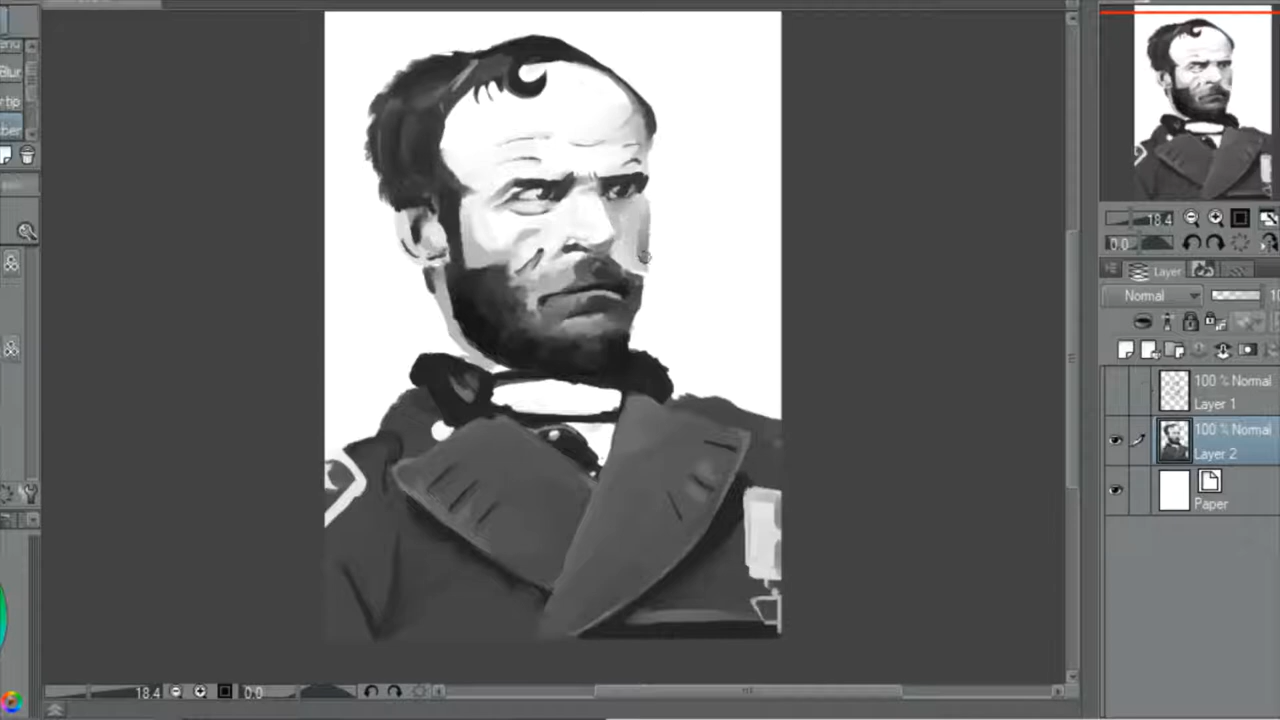 Blur
18.4
0.0
Layer
Normal
100 % Normal
Layer 1
100 % Normal
Layer 2
Paper
18.4
0.0